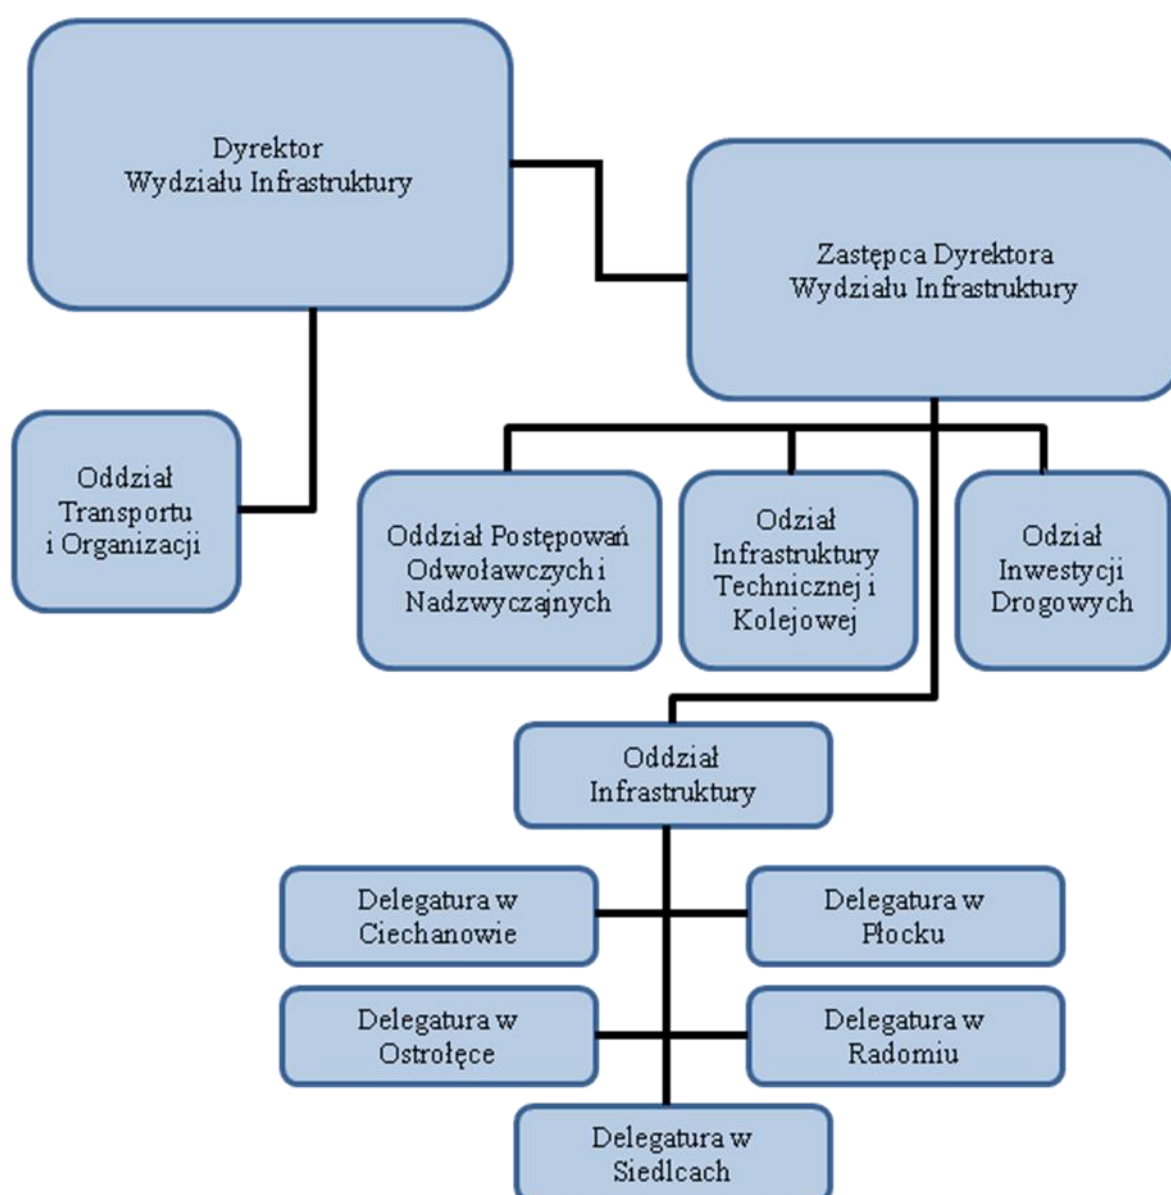 Dyrektor
Wydziału Infrastruktury
Zastępca Dyrektora
Wydziału Infrastruktury
Oddział
Transportu
i Organizacji
Oddział Postępowań
Odwoławczych i
Nadzwyczajnych
Odział
Infrastruktury
Technicznej i
Kolejowej
Odział
Inwestycji
Drogowych
Oddział
Infrastruktury
Delegatura w
Ciechanowie
Delegatura w
Płocku
Delegatura w
Ostrołęce
Delegatura w
Radomiu
Delegatura w
Siedlcach